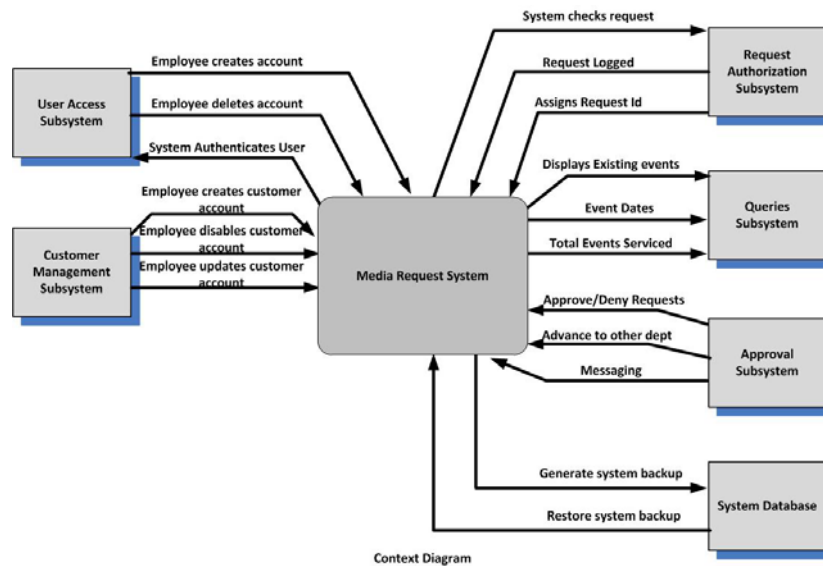 System checks request
Employee creates account
Request Logged
Request
Authorization
Subsystem
User Access
Subsystem
Employee deletes account
Assigns Request Id
System Authenticates User
Displays Existing events
Employee creates customer
account
Event Dates
Queries
Subsystem
Employee disables customer
account
Customer
Management
Subsystem
Total Events Serviced
Employee updates customer
account
Media Request System
Approve/Deny Requests
Advance to other dept
Approval
Subsystem
Messaging
Generate system backup
System Database
Restore system backup
Context Diagram